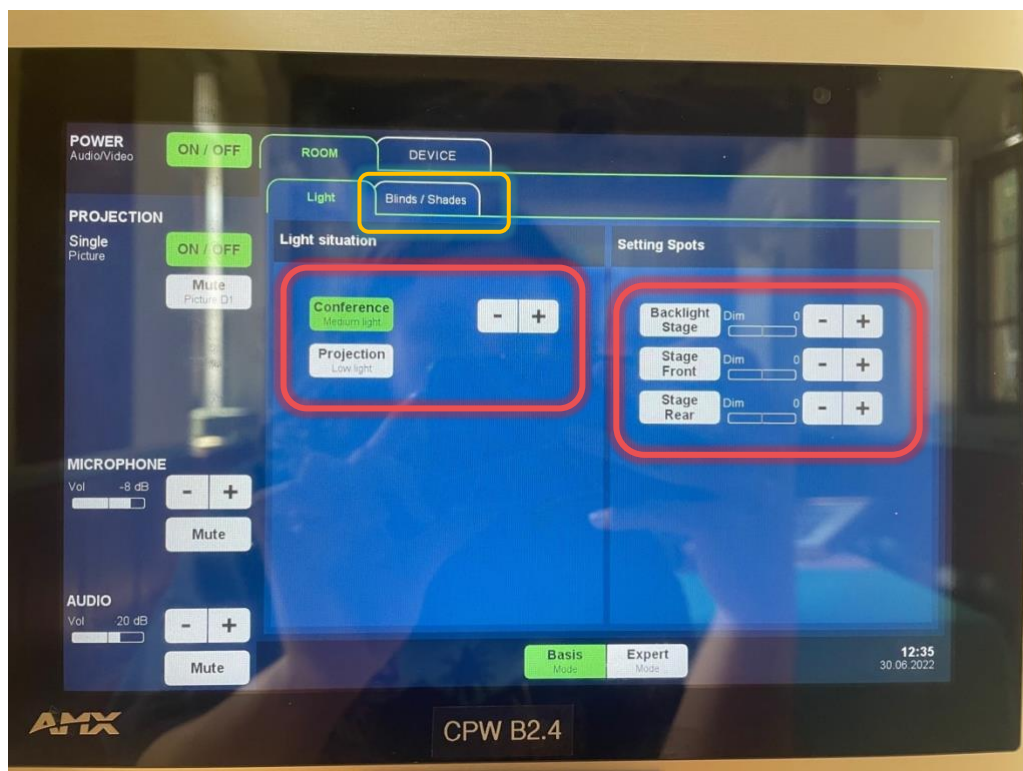 POWER
Audio/Video
ON / OFF
ROOM
DEVICE
Light
Blinds / Shades
PROJECTION
Single
Picture
ON / OFF
Mute
Picture D1
Light situation
Conference
Medium light
- +
Projection
Low light
Setting Spots
Backlight
Stage
Dim 0
- +
Stage
Front
Dim 0
- +
Stage
Rear
Dim 0
- +
MICROPHONE
Vol -8 dB
- +
Mute
AUDIO
Vol 20 dB
- +
Mute
Basis
Mode
Expert
Mode
12:35
30.06.2022
AMX
CPW B2.4